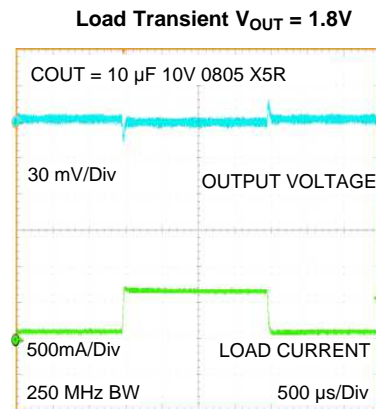 Load Transient VOUT = 1.8V
COUT = 10 µF 10V 0805 X5R
30 mV/Div
OUTPUT VOLTAGE
500mA/Div
LOAD CURRENT
250 MHz BW
500 µs/Div